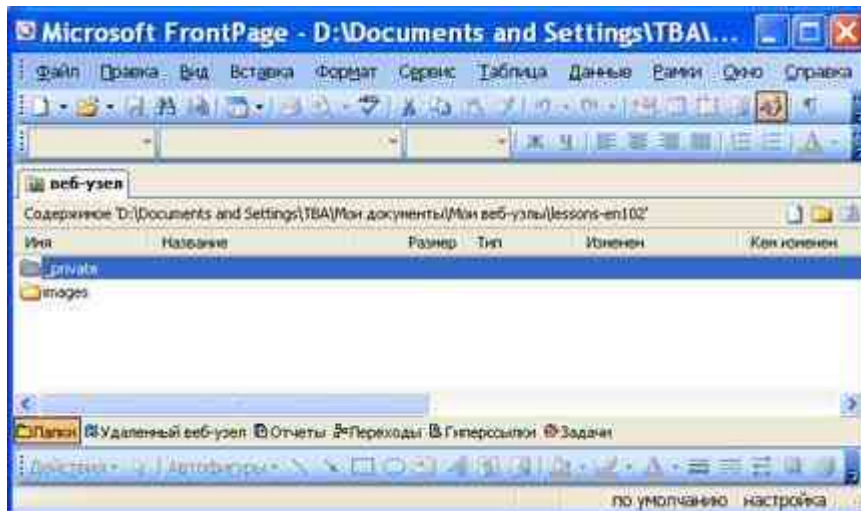 Microsoft FrontPage - D:\Documents and Settings\TBA\...
Файл Правка Вид Вставка Формат Сервис Таблица Данные Рамки Окно Справка
Ж Ч
веб-узел
Содержимое 'D:\Documents and Settings\TBA\Мои документы\Мои веб-узлы\lessons-en102'
Имя Название Размер Тип Изменен Кем изменен
_private
images
Папки Удаленный веб-узел Отчеты Переходы Гиперссылки Задачи
Действия Автофигуры
по умолчанию настройка